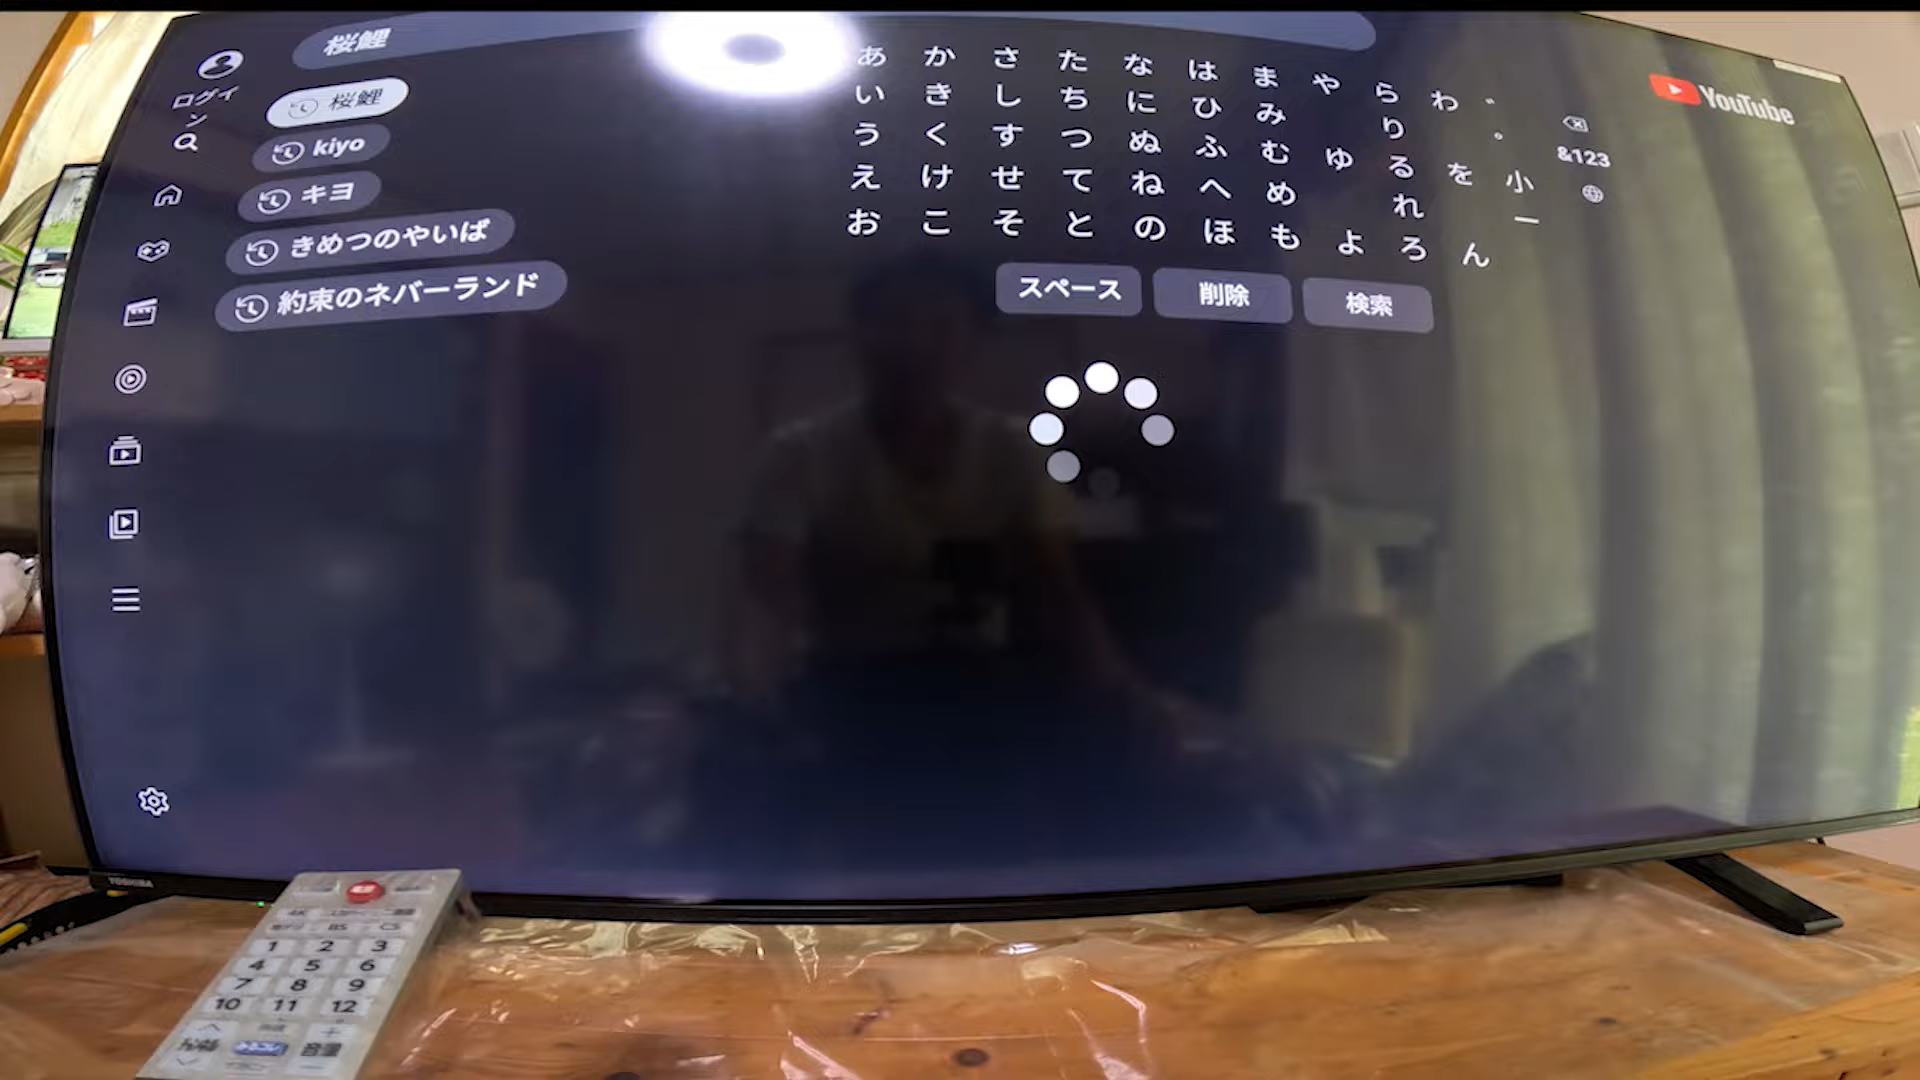 桜鯉
ログイ
ン
桜鯉
kiyo
キヨ
きめつのやいば
約束のネバーランド
あ か さ た な は ま や ら わ ゛
い き し ち に ひ み り ゜
う く す つ ぬ ふ む ゆ る を 小
え け せ て ね へ め れ ー
お こ そ と の ほ も よ ろ ん
&123
スペース 削除 検索
YouTube
TOSHIBA
BS CS
1 2 3
4 5 6
7 8 9
10 11 12
音量